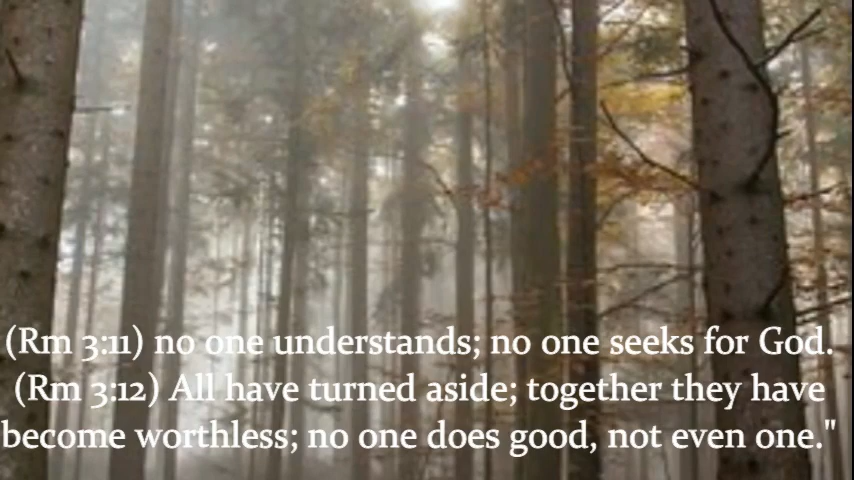 (Rm 3:11) no one understands; no one seeks for God.
(Rm 3:12) All have turned aside; together they have
become worthless; no one does good, not even one."